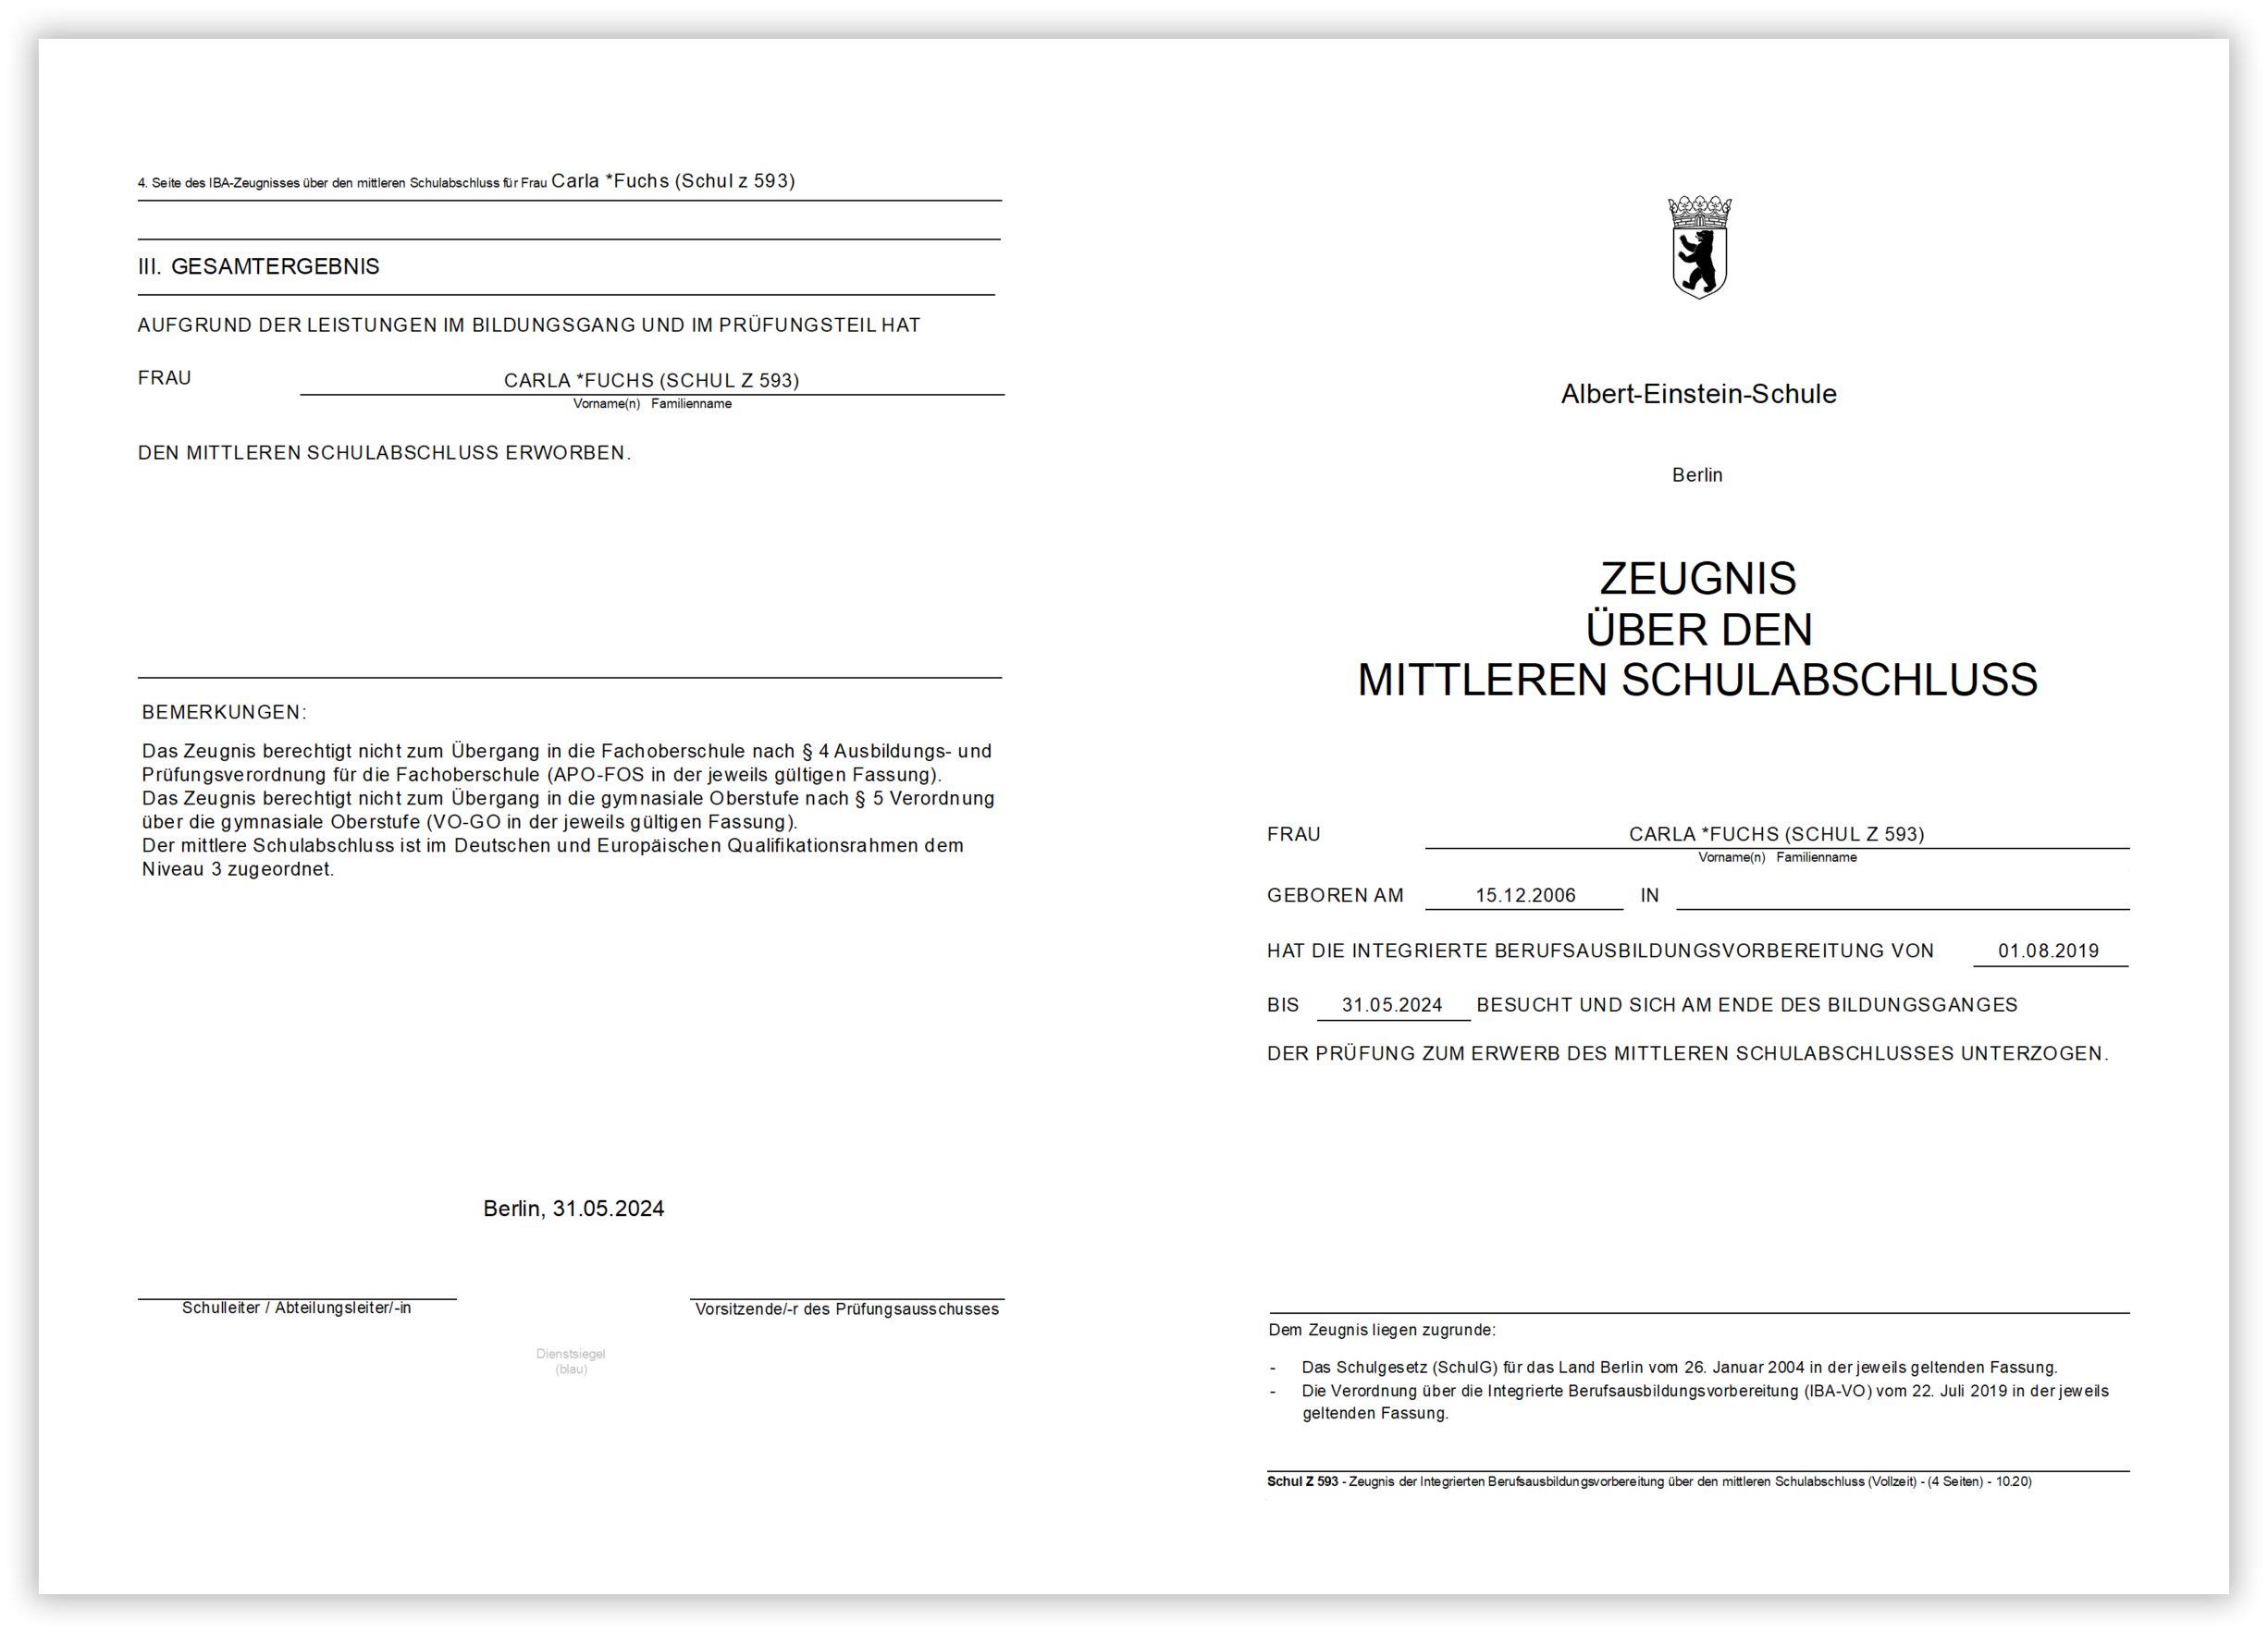 4. Seite des IBA-Zeugnisses über den mittleren Schulabschluss für Frau Carla *Fuchs (Schul z 593)
III. GESAMTERGEBNIS
AUFGRUND DER LEISTUNGEN IM BILDUNGSGANG UND IM PRÜFUNGSTEIL HAT
FRAU CARLA *FUCHS (SCHUL Z 593)
Vorname(n) Familienname
DEN MITTLEREN SCHULABSCHLUSS ERWORBEN.
BEMERKUNGEN:
Das Zeugnis berechtigt nicht zum Übergang in die Fachoberschule nach § 4 Ausbildungs- und
Prüfungsverordnung für die Fachoberschule (APO-FOS in der jeweils gültigen Fassung).
Das Zeugnis berechtigt nicht zum Übergang in die gymnasiale Oberstufe nach § 5 Verordnung
über die gymnasiale Oberstufe (VO-GO in der jeweils gültigen Fassung).
Der mittlere Schulabschluss ist im Deutschen und Europäischen Qualifikationsrahmen dem
Niveau 3 zugeordnet.
Berlin, 31.05.2024
Schulleiter / Abteilungsleiter/-in
Vorsitzende/-r des Prüfungsausschusses
Dienstsiegel
(blau)
Albert-Einstein-Schule
Berlin
ZEUGNIS
ÜBER DEN
MITTLEREN SCHULABSCHLUSS
FRAU CARLA *FUCHS (SCHUL Z 593)
Vorname(n) Familienname
GEBOREN AM 15.12.2006 IN
HAT DIE INTEGRIERTE BERUFSAUSBILDUNGSVORBEREITUNG VON 01.08.2019
BIS 31.05.2024 BESUCHT UND SICH AM ENDE DES BILDUNGSGANGES
DER PRÜFUNG ZUM ERWERB DES MITTLEREN SCHULABSCHLUSSES UNTERZOGEN.
Dem Zeugnis liegen zugrunde:
- Das Schulgesetz (SchulG) für das Land Berlin vom 26. Januar 2004 in der jeweils geltenden Fassung.
- Die Verordnung über die Integrierte Berufsausbildungsvorbereitung (IBA-VO) vom 22. Juli 2019 in der jeweils
geltenden Fassung.
Schul Z 593 - Zeugnis der Integrierten Berufsausbildungsvorbereitung über den mittleren Schulabschluss (Vollzeit) - (4 Seiten) - 10.20)